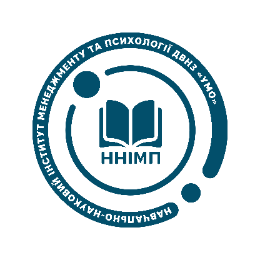 НАВЧАЛЬНО-НАУКОВИЙ ІНСТИТУТ МЕНЕДЖМЕНТУ ТА ПСИХОЛОГІЇ ДВНЗ «УМО»
ННІМП